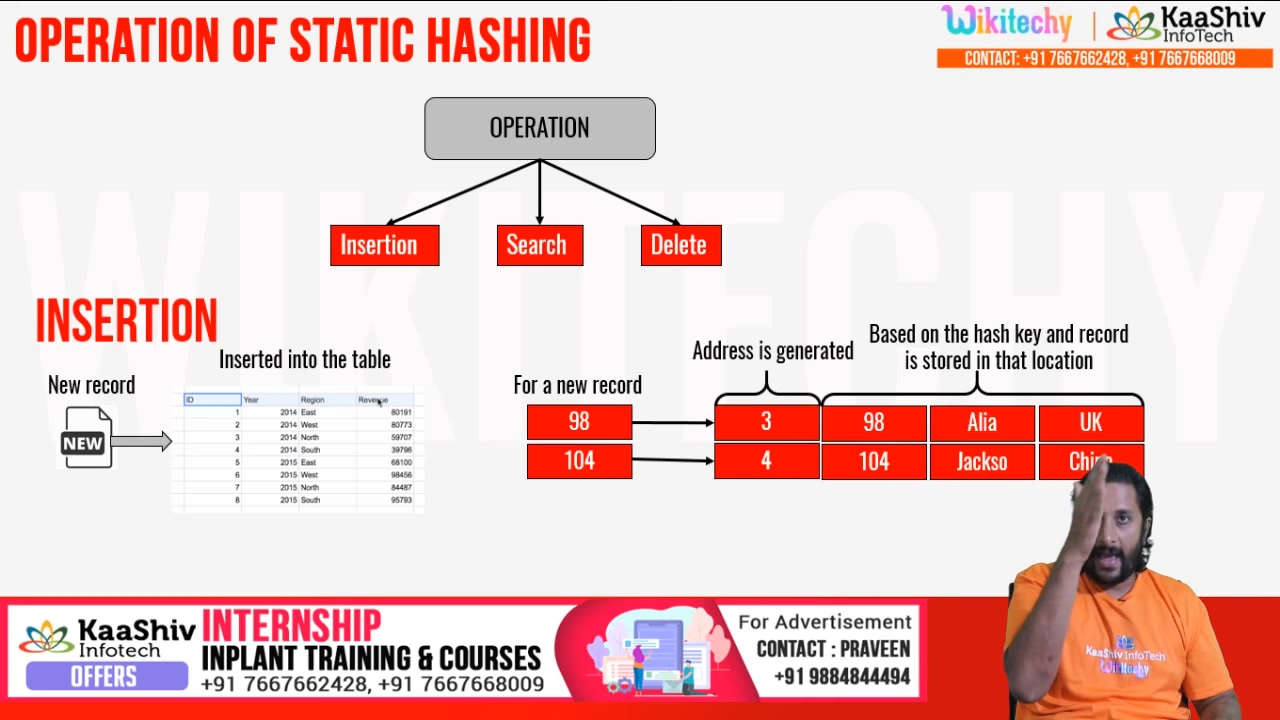 OPERATION OF STATIC HASHING
Wikitechy | KaaShiv
InfoTech
CONTACT: +91 7667662428, +91 7667668009
OPERATION
Insertion Search Delete
WIKITECHY
INSERTION
Inserted into the table
New record
NEW
ID Year Region Revenue
1 2014 East 80191
2 2014 West 80773
3 2014 North 59707
4 2014 South 39796
5 2015 East 68100
6 2015 West 98456
7 2015 North 84487
8 2015 South 95793
For a new record
Address is generated
Based on the hash key and record
is stored in that location
98 3 98 Alia UK
104 4 104 Jackso
KaaShiv InfoTech
Wikitechy
KaaShiv
Infotech
OFFERS
INTERNSHIP
INPLANT TRAINING & COURSES
+91 7667662428, +91 7667668009
For Advertisement
CONTACT : PRAVEEN
+91 9884844494